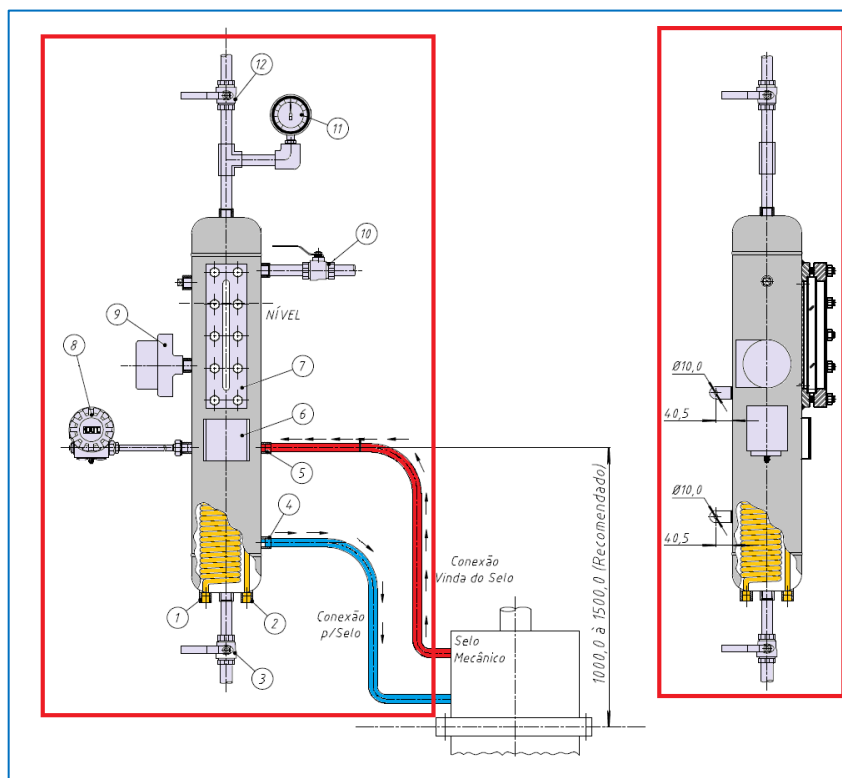 12
11
10
NÍVEL
9
8
7
6
5
4
Conexão
Vinda do Selo
Conexão
p/Selo
1
2
3
Selo
Mecânico
1000,0 à 1500,0 (Recomendado)
Ø10,0
40,5
Ø10,0
40,5